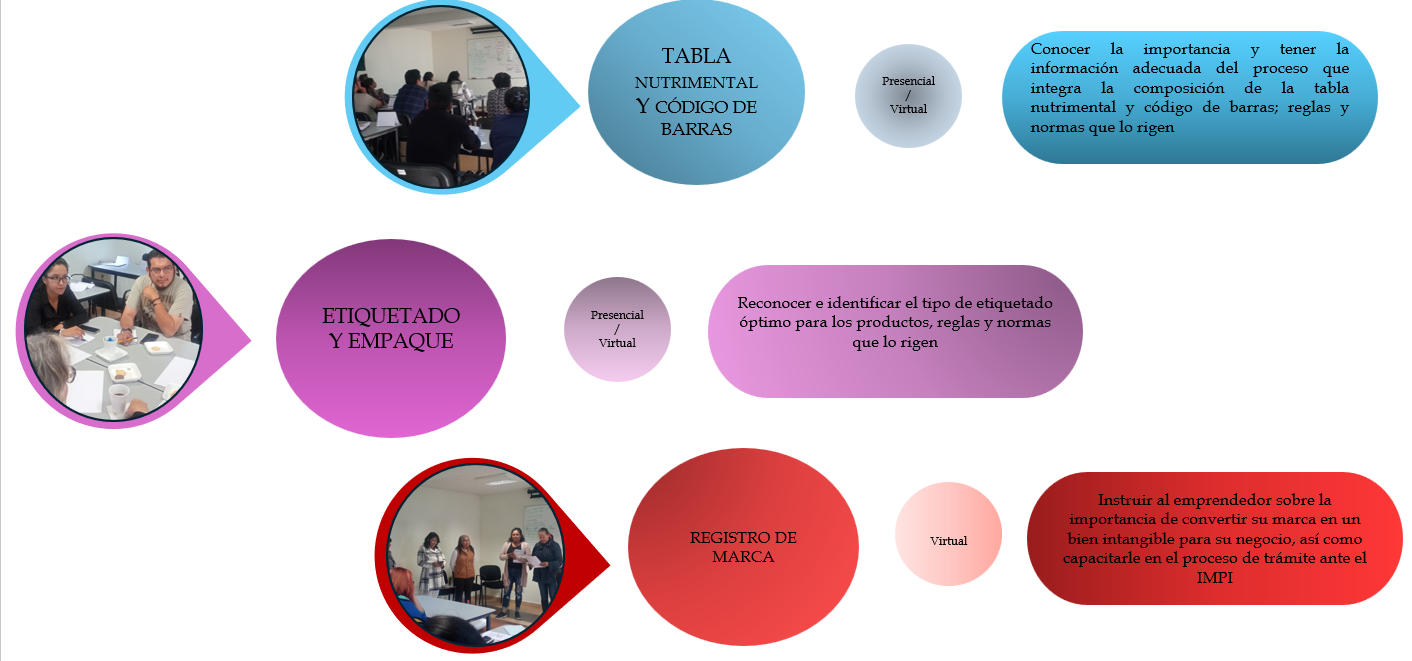 TABLA
NUTRIMENTAL
Y CÓDIGO DE
BARRAS
Presencial
/
Virtual
Conocer la importancia y tener la
información adecuada del proceso que
integra la composición de la tabla
nutrimental y código de barras; reglas y
normas que lo rigen
ETIQUETADO
Y EMPAQUE
Presencial
/
Virtual
Reconocer e identificar el tipo de etiquetado
óptimo para los productos, reglas y normas
que lo rigen
REGISTRO DE
MARCA
Virtual
Instruir al emprendedor sobre la
importancia de convertir su marca en un
bien intangible para su negocio, así como
capacitarle en el proceso de trámite ante el
IMPI